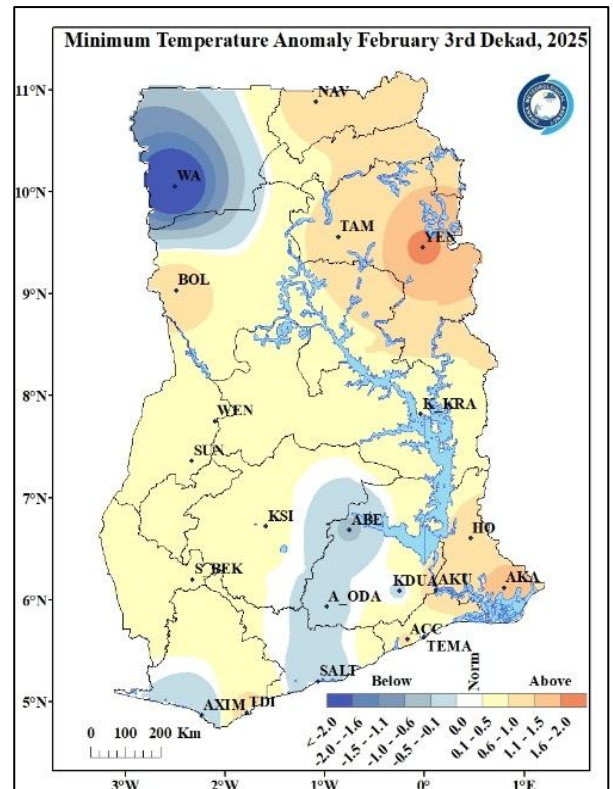 Minimum Temperature Anomaly February 3rd Dekad, 2025
11°N
10°N
9°N
8°N
7°N
6°N
5°N
NAV
WA
TAM
YEN
BOL
WEN
K_KRA
SUN
KSI
ABE
HO
S_BEK
KDUA
AKU
AKA
A_ODA
ACC
TEMA
SALT
AXIM
TDI
Below
Norm
Above
< -2.0
-2.0 - -1.6
-1.5 - -1.1
-1.0 - -0.6
-0.5 - -0.1
0.0
0.1 - 0.5
0.6 - 1.0
1.1 - 1.5
1.6 - 2.0
0 100 200 Km
3°W
2°W
1°W
0°
1°E